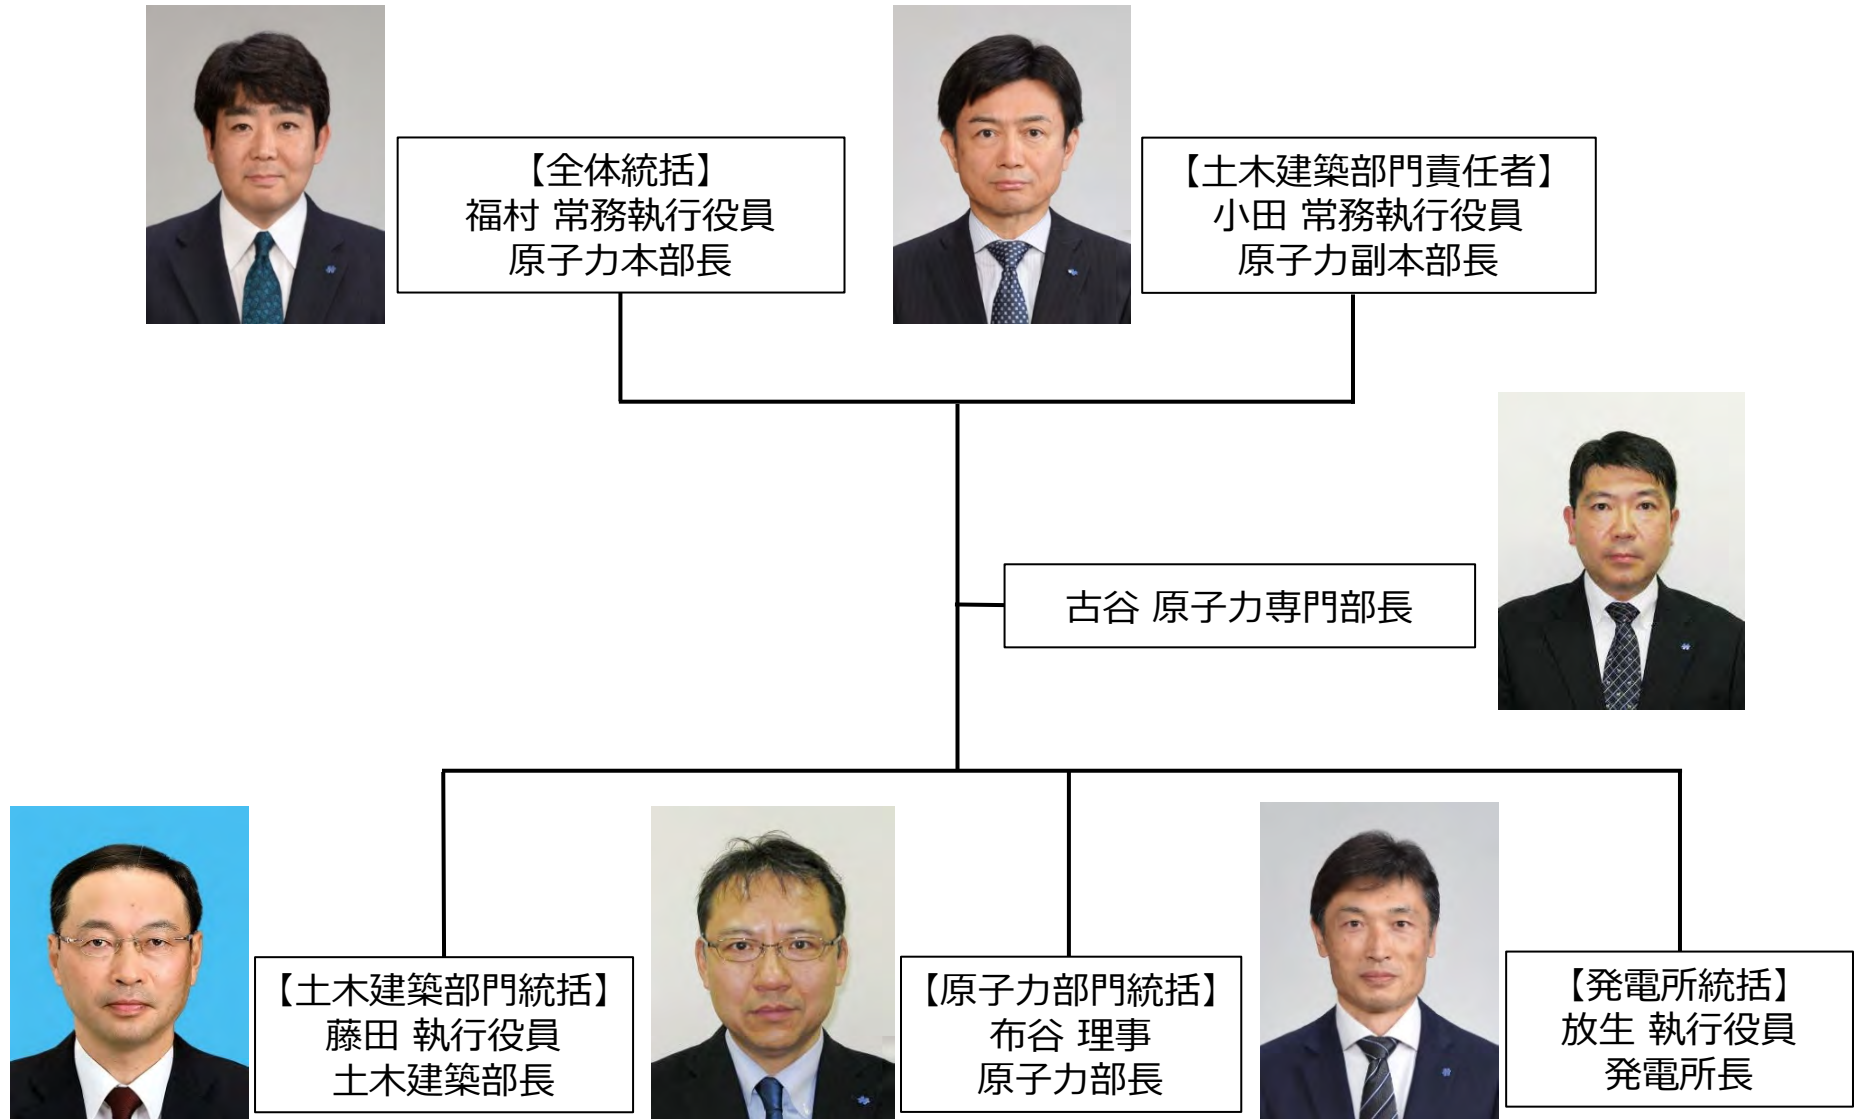 【全体統括】
福村 常務執行役員
原子力本部長
【土木建築部門責任者】
小田 常務執行役員
原子力副本部長
古谷 原子力専門部長
【土木建築部門統括】
藤田 執行役員
土木建築部長
【原子力部門統括】
布谷 理事
原子力部長
【発電所統括】
放生 執行役員
発電所長